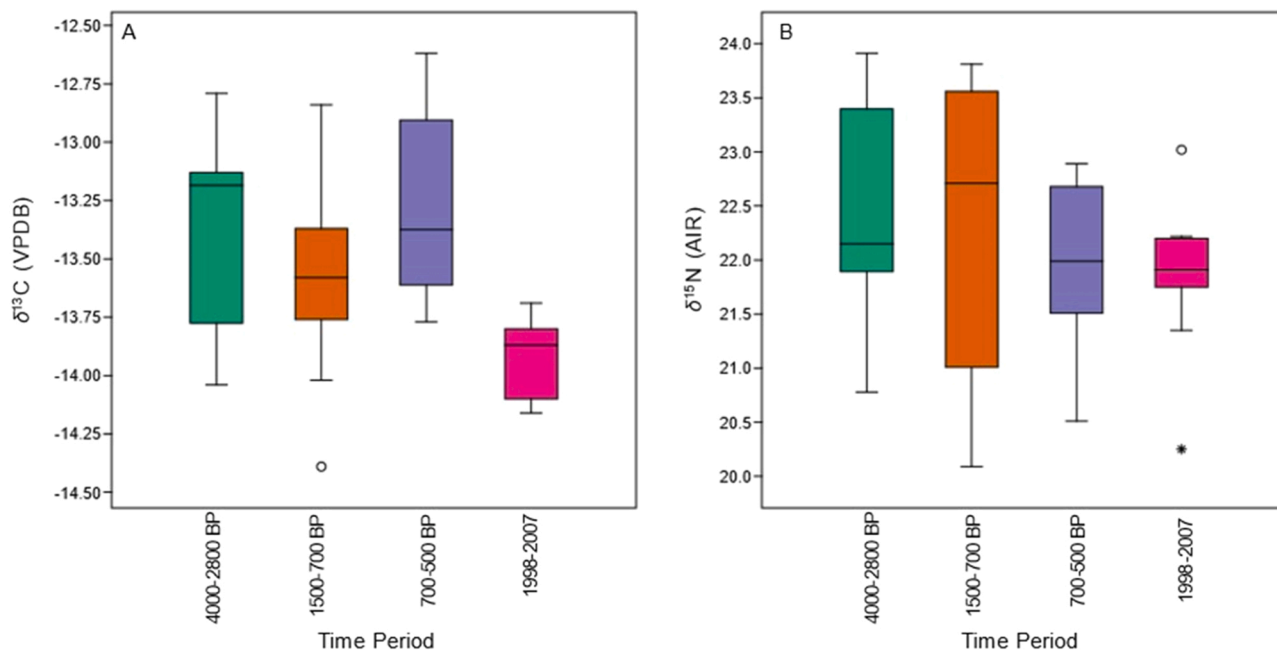 A
-12.50
-12.75
-13.00
-13.25
-13.50
-13.75
-14.00
-14.25
-14.50
δ¹³C (VPDB)
4000-2800 BP
1500-700 BP
700-500 BP
1998-2007
Time Period
B
24.0
23.5
23.0
22.5
22.0
21.5
21.0
20.5
20.0
δ¹⁵N (AIR)
4000-2800 BP
1500-700 BP
700-500 BP
1998-2007
Time Period